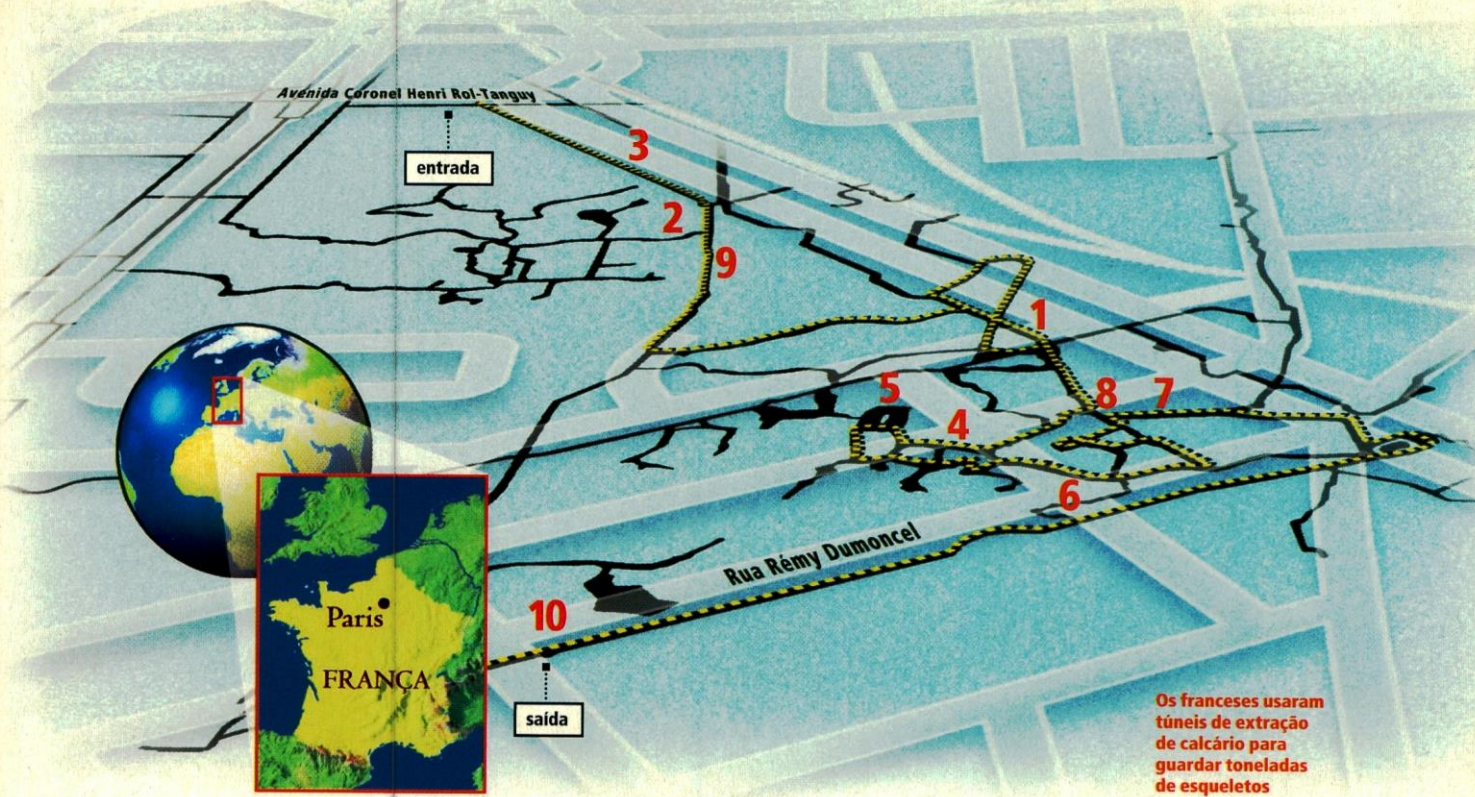 Avenida Coronel Henri Rol-Tanguy
entrada
3
2
9
1
5
4
8
7
6
Rua Rémy Dumoncel
10
Paris
FRANÇA
saída
Os franceses usaram
túneis de extração
de calcário para
guardar toneladas
de esqueletos